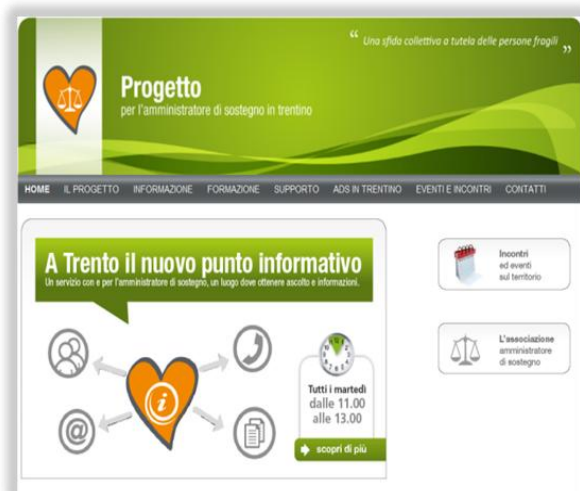 “ Una sfida collettiva a tutela delle persone fragili ”
Progetto
per l'amministratore di sostegno in trentino
HOME IL PROGETTO INFORMAZIONE FORMAZIONE SUPPORTO ADS IN TRENTINO EVENTI E INCONTRI CONTATTI
A Trento il nuovo punto informativo
Un servizio con e per l'amministratore di sostegno, un luogo dove ottenere ascolto e informazioni.
i
@
Tutti i martedì
dalle 11.00
alle 13.00
scopri di più
Incontri
ed eventi
sul territorio
L'associazione
amministratore
di sostegno